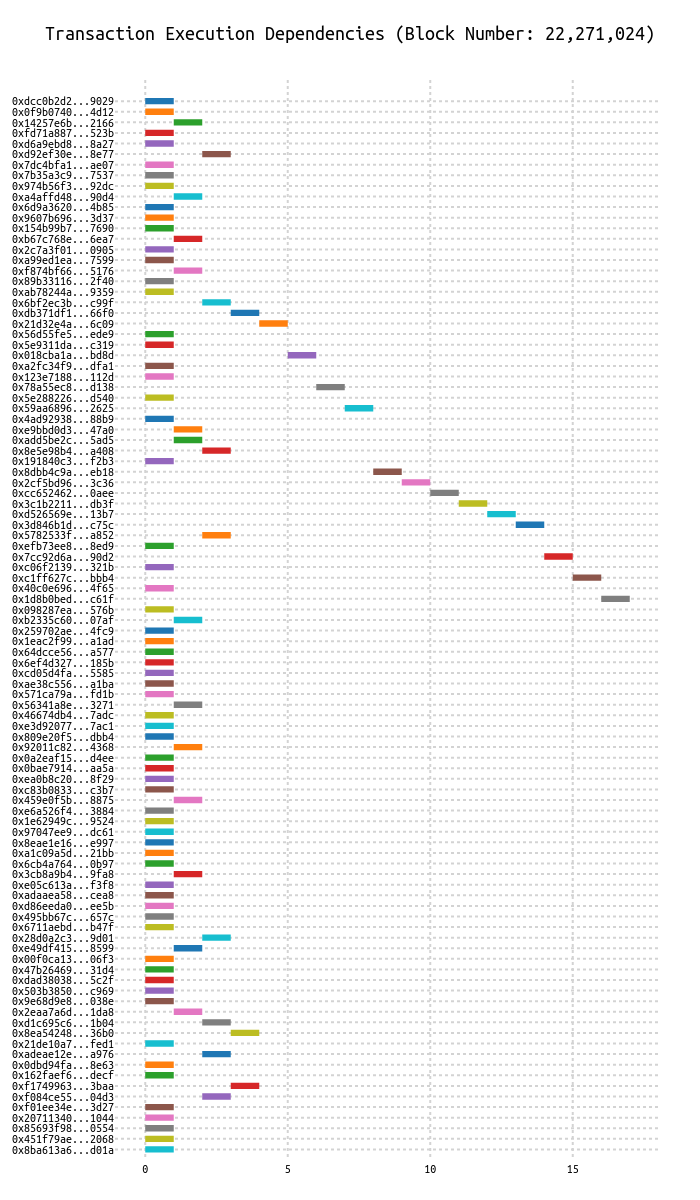 Transaction Execution Dependencies (Block Number: 22,271,024)
0xdcc0b2d2...9029
0x0f9b0740...4d12
0x14257e6b...2166
0xfd71a887...523b
0xd6a9ebd8...8a27
0xd92ef30e...8e77
0x7dc4bfa1...ae07
0x7b35a3c9...7537
0x974b56f3...92dc
0xa4affd48...90d4
0x6d9a3620...4b85
0x9607b696...3d37
0x154b99b7...7690
0xb67c768e...6ea7
0x2c7a3f01...0905
0xa99ed1ea...7599
0xf874bf66...5176
0x89b33116...2f40
0xab78244a...9359
0x6bf2ec3b...c99f
0xdb371df1...66f0
0x21d32e4a...6c09
0x56d55fe5...ede9
0x5e9311da...c319
0x018cba1a...bd8d
0xa2fc34f9...dfa1
0x123e7188...112d
0x78a55ec8...d138
0x5e288226...d540
0x59aa6896...2625
0x4ad92938...88b9
0xe9bbd0d3...47a0
0xadd5be2c...5ad5
0x8e5e98b4...a408
0x191840c3...f2b3
0x8dbb4c9a...eb18
0x2cf5bd96...3c36
0xcc652462...0aee
0x3c1b2211...db3f
0xd526569e...13b7
0x3d846b1d...c75c
0x5782533f...a852
0xefb73ee8...8ed9
0x7cc92d6a...90d2
0xc06f2139...321b
0xc1ff627c...bbb4
0x40c0e696...4f65
0x1d8b0bed...c61f
0x098287ea...576b
0xb2335c60...07af
0x259702ae...4fc9
0x1eac2f99...a1ad
0x64dcce56...a577
0x6ef4d327...185b
0xcd05d4fa...5585
0xae38c556...a1ba
0x571ca79a...fd1b
0x56341a8e...3271
0x46674db4...7adc
0xe3d92077...7ac1
0x809e20f5...dbb4
0x92011c82...4368
0x0a2eaf15...d4ee
0x0bae7914...aa5a
0xea0b8c20...8f29
0xc83b0833...c3b7
0x459e0f5b...8875
0xe6a526f4...3884
0x1e62949c...9524
0x97047ee9...dc61
0x8eae1e16...e997
0xa1c09a5d...21bb
0x6cb4a764...0b97
0x3cb8a9b4...9fa8
0xe05c613a...f3f8
0xadaaea58...cea8
0xd86eeda0...ee5b
0x495bb67c...657c
0x6711aebd...b47f
0x28d0a2c3...9d01
0xe49df415...8599
0x00f0ca13...06f3
0x47b26469...31d4
0xdad38038...5c2f
0x503b3850...c969
0x9e68d9e8...038e
0x2eaa7a6d...1da8
0xd1c695c6...1b04
0x8ea54248...36b0
0x21de10a7...fed1
0xadeae12e...a976
0x0dbd94fa...8e63
0x162faef6...decf
0xf1749963...3baa
0xf084ce55...04d3
0xf01ee34e...3d27
0x20711340...1044
0x85693f98...0554
0x451f79ae...2068
0x8ba613a6...d01a
0 5 10 15